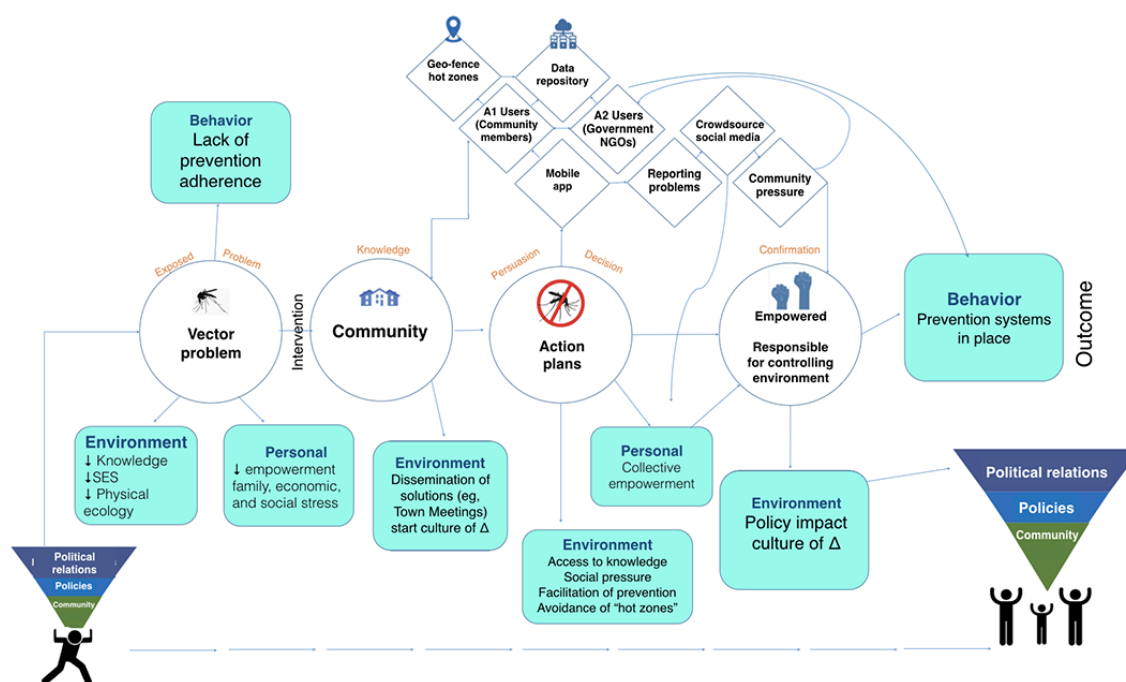 Geo-fence
hot zones
Data
repository
A1 Users
(Community
members)
A2 Users
(Government
NGOs)
Crowdsource
social media
Mobile
app
Reporting
problems
Community
pressure
Behavior
Lack of
prevention
adherence
Exposed
Problem
Knowledge
Persuasion
Decision
Confirmation
Vector
problem
Intervention
Community
Action
plans
Empowered
Responsible
for controlling
environment
Behavior
Prevention systems
in place
Outcome
Environment
↓ Knowledge
↓SES
↓ Physical
ecology
Personal
↓ empowerment
family, economic,
and social stress
Environment
Dissemination of
solutions (eg,
Town Meetings)
start culture of Δ
Personal
Collective
empowerment
Environment
Access to knowledge
Social pressure
Facilitation of prevention
Avoidance of “hot zones”
Environment
Policy impact
culture of Δ
Political relations
Policies
Community
Political
relations
Policies
Community